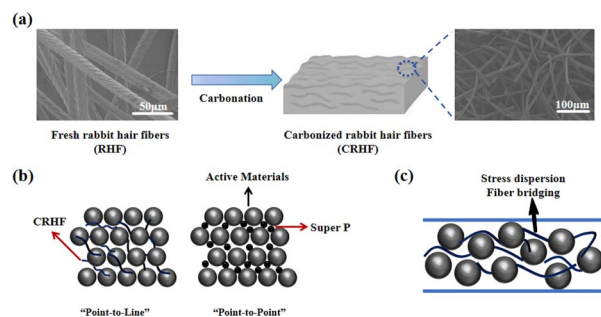 (a)
50μm
Carbonation
100μm
Fresh rabbit hair fibers
(RHF)
Carbonized rabbit hair fibers
(CRHF)
(b)
Active Materials
(c)
Stress dispersion
Fiber bridging
CRHF
Super P
“Point-to-Line”
“Point-to-Point”